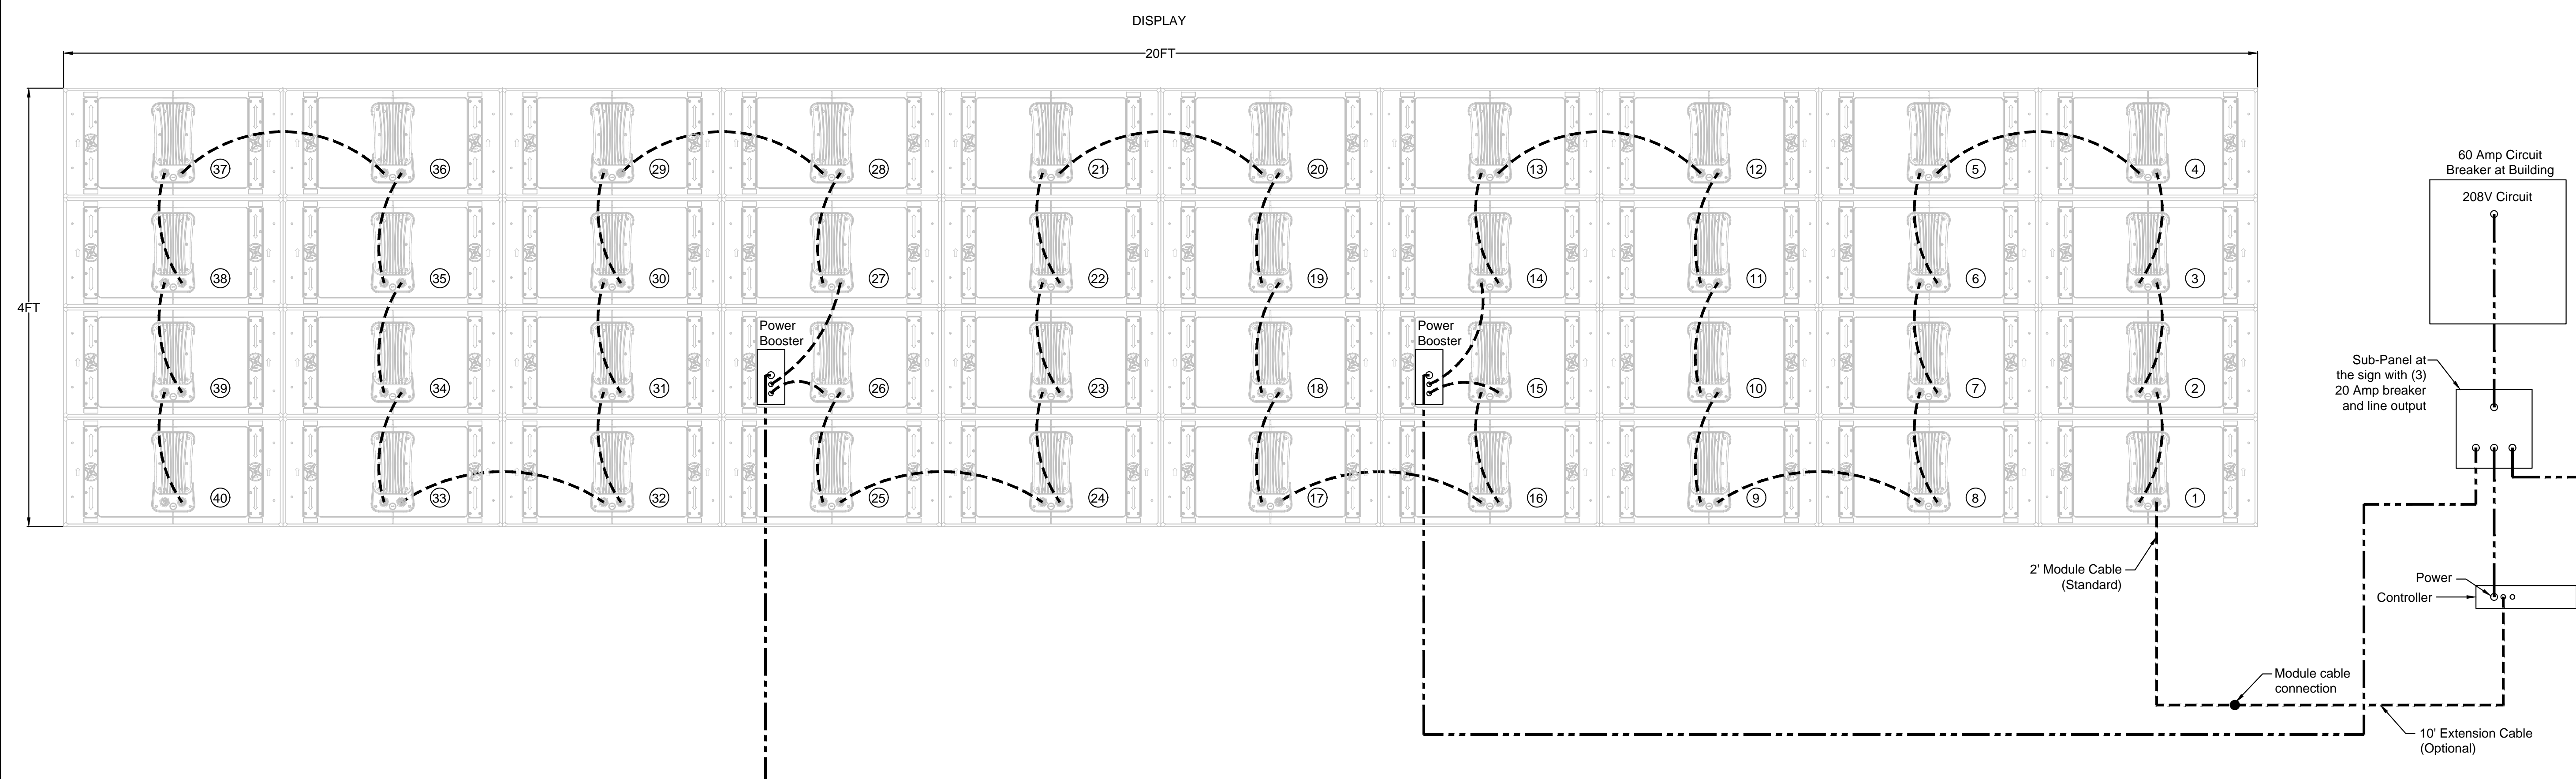 DISPLAY
20FT
4FT
37
36
29
28
21
20
13
12
5
4
38
35
30
27
22
19
14
11
6
3
Power
Booster
Power
Booster
39
34
31
26
23
18
15
10
7
2
40
33
32
25
24
17
16
9
8
1
60 Amp Circuit
Breaker at Building
208V Circuit
Sub-Panel at
the sign with (3)
20 Amp breaker
and line output
2' Module Cable
(Standard)
Power
Controller
Module cable
connection
10' Extension Cable
(Optional)